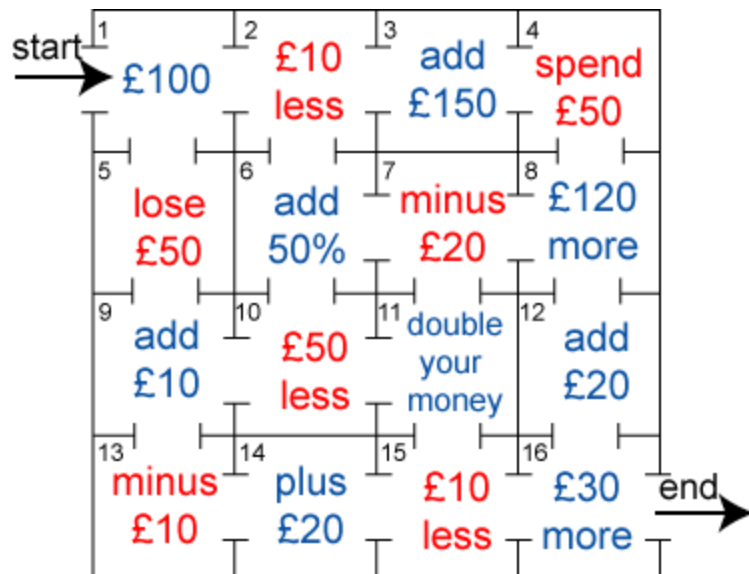 1
2
3
4
start
£100
£10
less
add
£150
spend
£50
5
6
7
8
lose
£50
add
50%
minus
£20
£120
more
9
10
11
12
add
£10
£50
less
double
your
money
add
£20
13
14
15
16
minus
£10
plus
£20
£10
less
£30
more
end